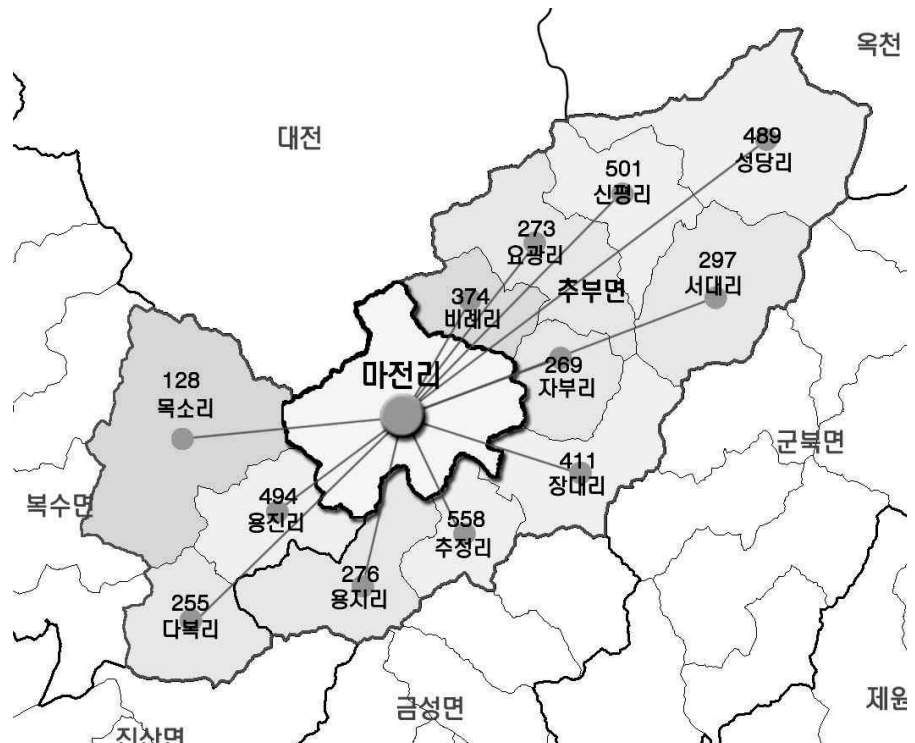 옥천
대전
489
성당리
501
신평리
273
요광리
297
서대리
추부면
374
비례리
마전리
269
자부리
128
목소리
군북면
411
장대리
복수면
494
용진리
558
추정리
276
용지리
255
다복리
금성면
제원
진산면